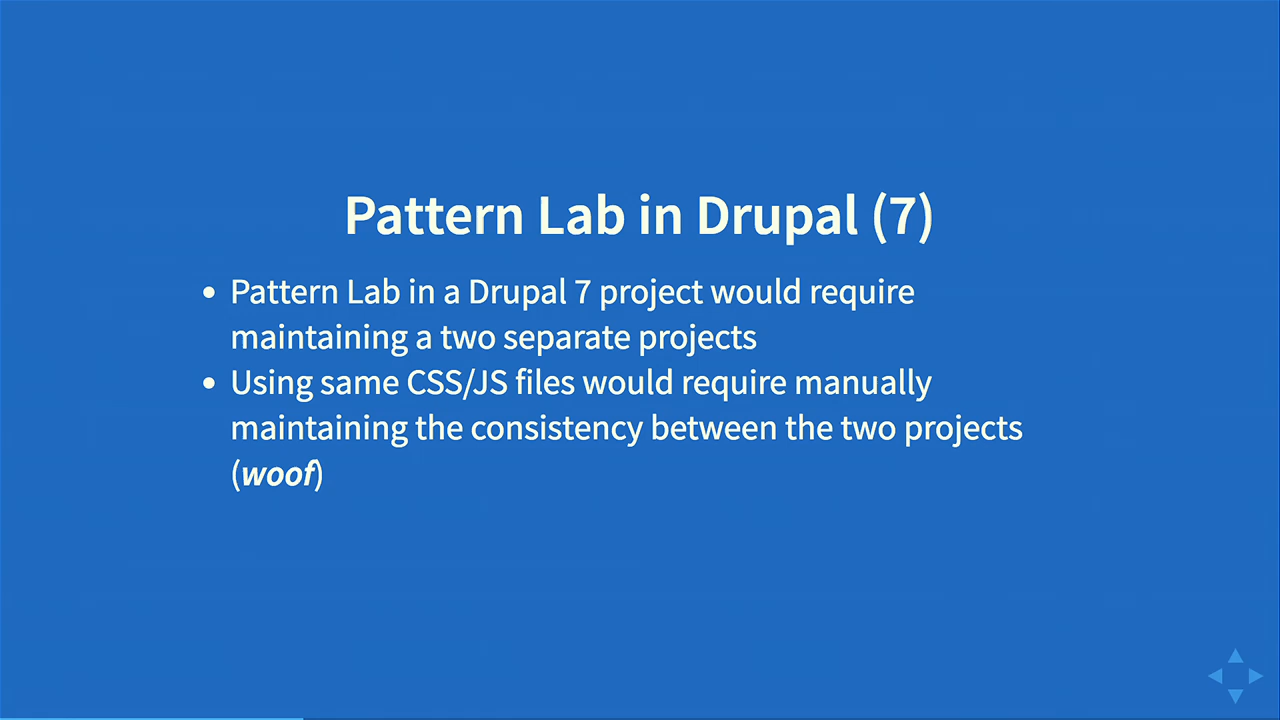 Pattern Lab in Drupal (7)
• Pattern Lab in a Drupal 7 project would require
maintaining a two separate projects
• Using same CSS/JS files would require manually
maintaining the consistency between the two projects
(woof)